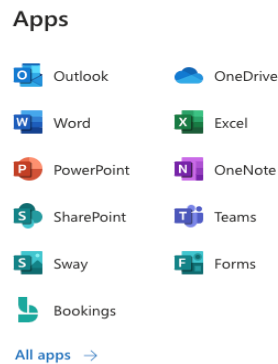 Apps
Outlook OneDrive
Word Excel
PowerPoint OneNote
SharePoint Teams
Sway Forms
Bookings
All apps →